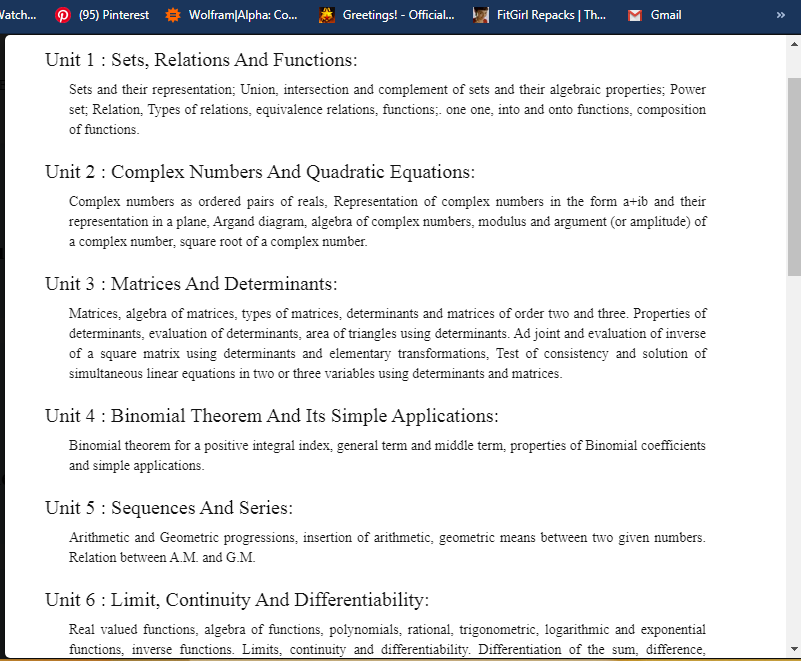 Watch...
(95) Pinterest
Wolfram|Alpha: Co...
Greetings! - Official...
FitGirl Repacks | Th...
Gmail
»
Unit 1 : Sets, Relations And Functions:
Sets and their representation; Union, intersection and complement of sets and their algebraic properties; Power
set; Relation, Types of relations, equivalence relations, functions;. one one, into and onto functions, composition
of functions.
Unit 2 : Complex Numbers And Quadratic Equations:
Complex numbers as ordered pairs of reals, Representation of complex numbers in the form a+ib and their
representation in a plane, Argand diagram, algebra of complex numbers, modulus and argument (or amplitude) of
a complex number, square root of a complex number.
Unit 3 : Matrices And Determinants:
Matrices, algebra of matrices, types of matrices, determinants and matrices of order two and three. Properties of
determinants, evaluation of determinants, area of triangles using determinants. Ad joint and evaluation of inverse
of a square matrix using determinants and elementary transformations, Test of consistency and solution of
simultaneous linear equations in two or three variables using determinants and matrices.
Unit 4 : Binomial Theorem And Its Simple Applications:
Binomial theorem for a positive integral index, general term and middle term, properties of Binomial coefficients
and simple applications.
Unit 5 : Sequences And Series:
Arithmetic and Geometric progressions, insertion of arithmetic, geometric means between two given numbers.
Relation between A.M. and G.M.
Unit 6 : Limit, Continuity And Differentiability:
Real valued functions, algebra of functions, polynomials, rational, trigonometric, logarithmic and exponential
functions, inverse functions. Limits, continuity and differentiability. Differentiation of the sum, difference,